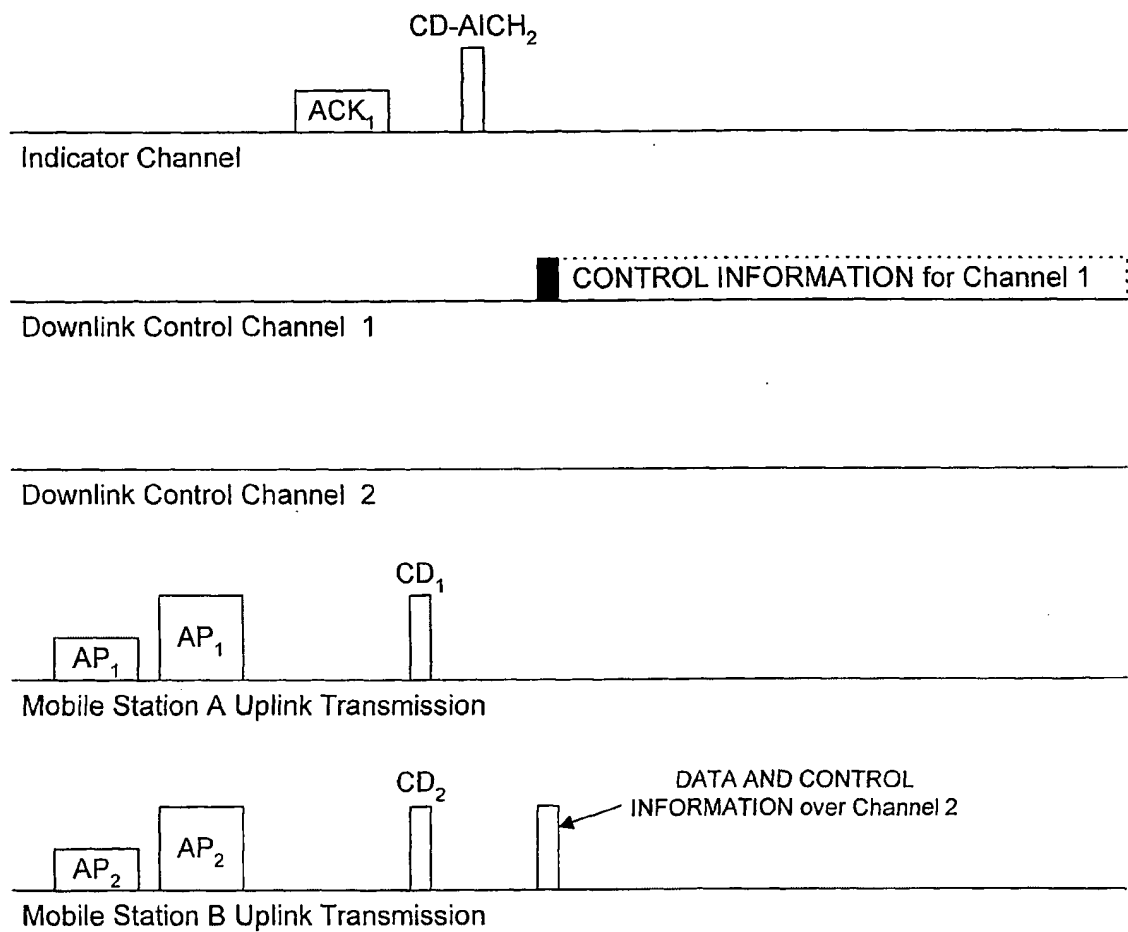 CD-AICH₂
ACK₁
Indicator Channel
CONTROL INFORMATION for Channel 1
Downlink Control Channel 1
Downlink Control Channel 2
CD₁
AP₁
AP₁
Mobile Station A Uplink Transmission
CD₂
DATA AND CONTROL
INFORMATION over Channel 2
AP₂
AP₂
Mobile Station B Uplink Transmission